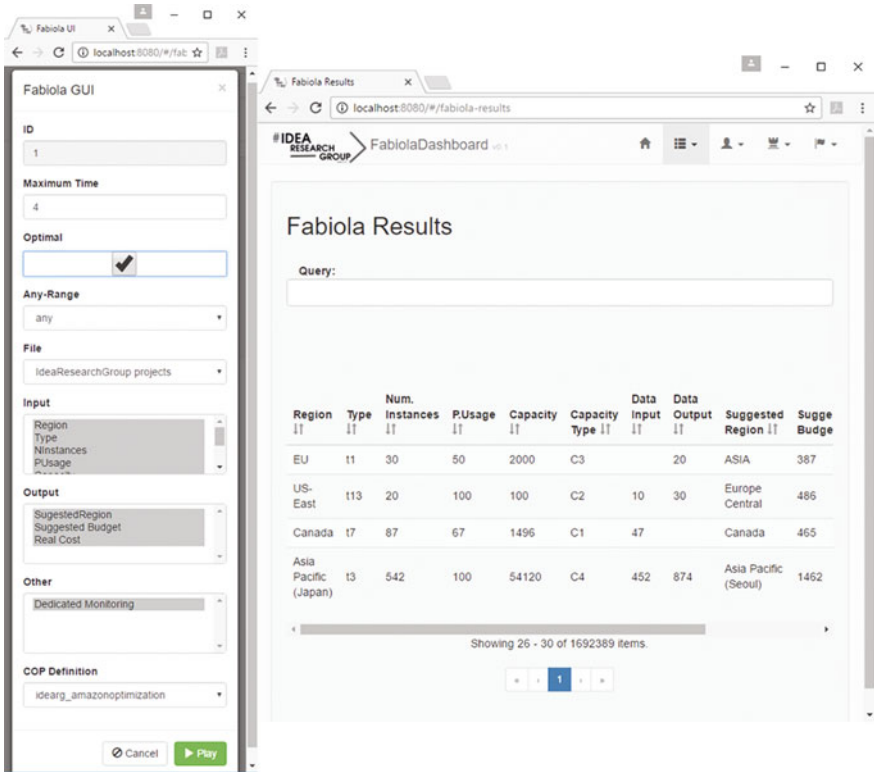 Fabiola UI
localhost:8080/#/fab
Fabiola GUI
ID
1
Maximum Time
4
Optimal
Any-Range
any
File
IdeaResearchGroup projects
Input
Region
Type
NInstances
PUsage
Output
SugestedRegion
Suggested Budget
Real Cost
Other
Dedicated Monitoring
COP Definition
idearg_amazonoptimization
Cancel
Play
Fabiola Results
localhost:8080/#/fabiola-results
#IDEA
RESEARCH
GROUP
FabiolaDashboard v0.1
Fabiola Results
Query:
Region Type Num. Instances P.Usage Capacity Capacity Type Data Input Data Output Suggested Region Sugge Budge
EU t1 30 50 2000 C3 20 ASIA 387
US-East t13 20 100 100 C2 10 30 Europe Central 486
Canada t7 87 67 1496 C1 47 Canada 465
Asia Pacific (Japan) t3 542 100 54120 C4 452 874 Asia Pacific (Seoul) 1462
Showing 26 - 30 of 1692389 items.
« ‹ 1 › »